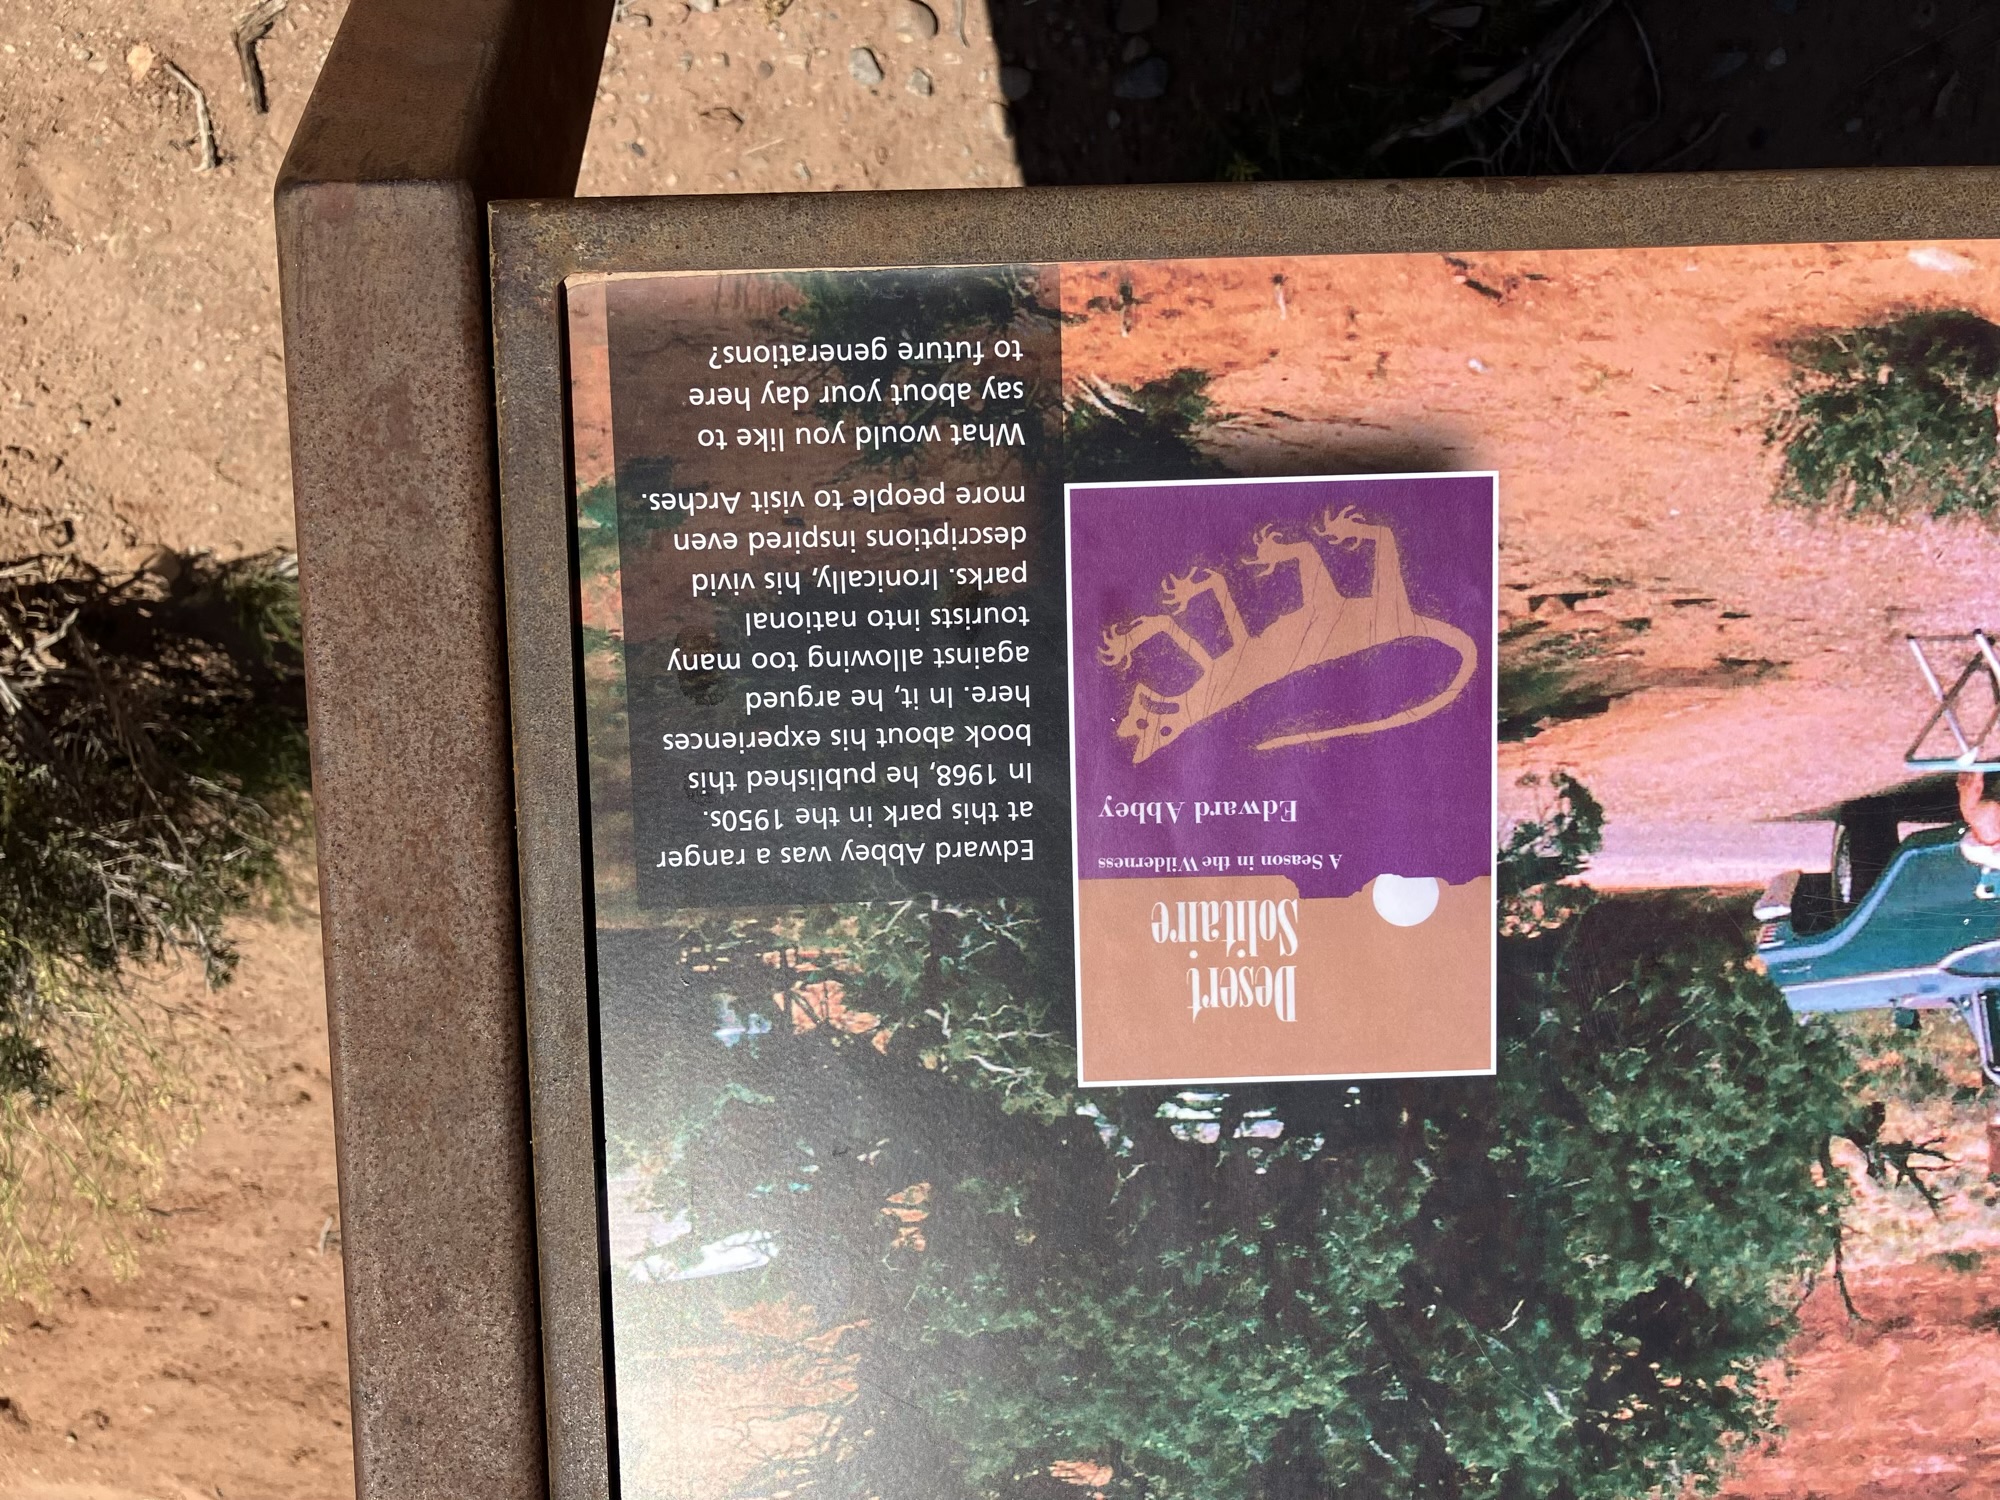 Desert
Solitaire
A Season in the Wilderness
Edward Abbey
Edward Abbey was a ranger
at this park in the 1950s.
In 1968, he published this
book about his experiences
here. In it, he argued
against allowing too many
tourists into national
parks. Ironically, his vivid
descriptions inspired even
more people to visit Arches.
What would you like to
say about your day here
to future generations?